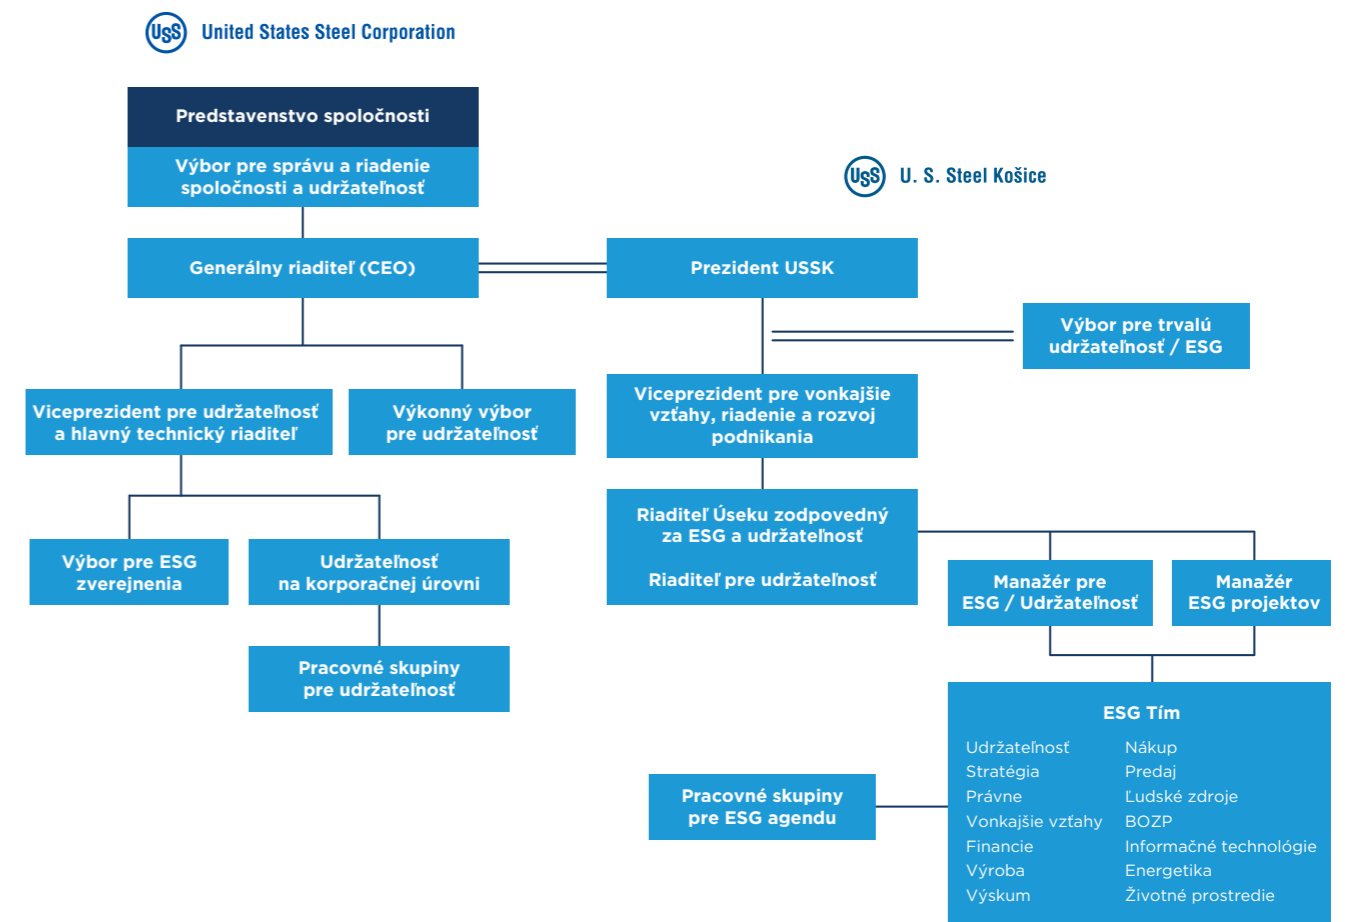 USS United States Steel Corporation
Predstavenstvo spoločnosti
Výbor pre správu a riadenie
spoločnosti a udržateľnosť
Generálny riaditeľ (CEO)
Viceprezident pre udržateľnosť
a hlavný technický riaditeľ
Výkonný výbor
pre udržateľnosť
Výbor pre ESG
zverejnenia
Udržateľnosť
na korporačnej úrovni
Pracovné skupiny
pre udržateľnosť
USS U. S. Steel Košice
Prezident USSK
Výbor pre trvalú
udržateľnosť / ESG
Viceprezident pre vonkajšie
vzťahy, riadenie a rozvoj
podnikania
Riaditeľ Úseku zodpovedný
za ESG a udržateľnosť
Riaditeľ pre udržateľnosť
Manažér pre
ESG / Udržateľnosť
Manažér
ESG projektov
ESG Tím
Udržateľnosť
Stratégia
Právne
Vonkajšie vzťahy
Financie
Výroba
Výskum
Nákup
Predaj
Ľudské zdroje
BOZP
Informačné technológie
Energetika
Životné prostredie
Pracovné skupiny
pre ESG agendu